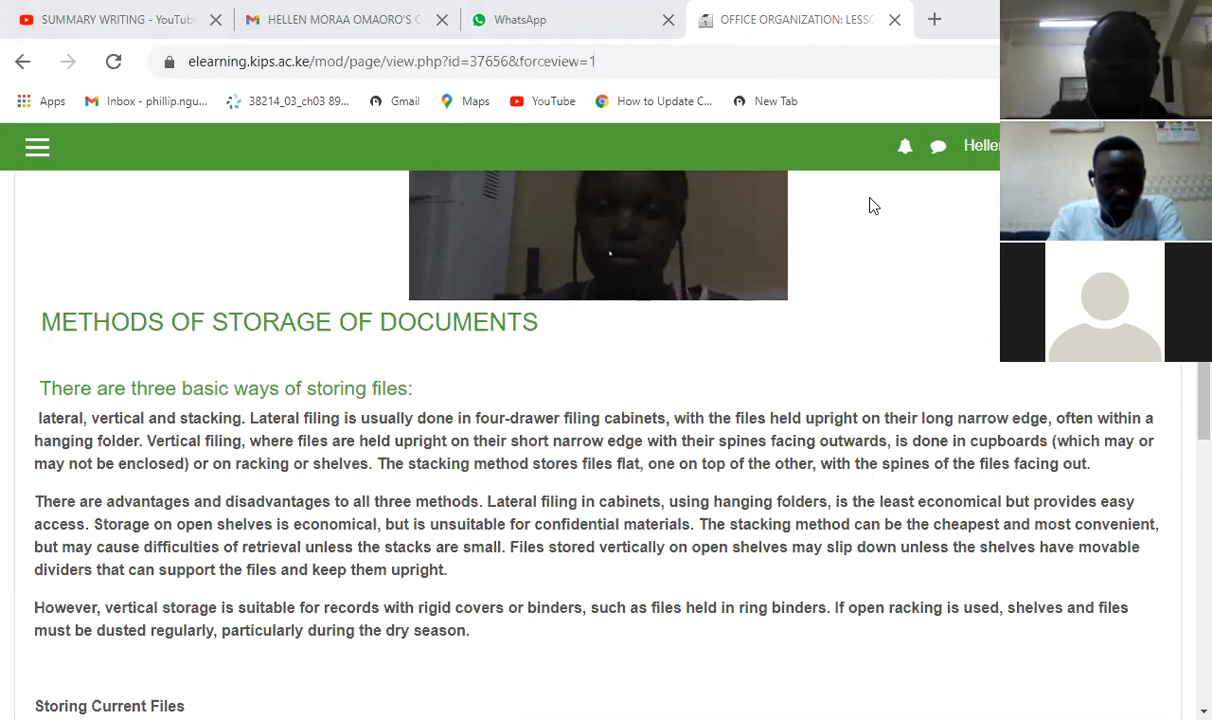 SUMMARY WRITING - YouTu
HELLEN MORAA OMAORO'S C
WhatsApp
OFFICE ORGANIZATION: LESSC
elearning.kips.ac.ke/mod/page/view.php?id=37656&forceview=1
Apps
Inbox - phillip.ngu...
38214_03_ch03 89...
Gmail
Maps
YouTube
How to Update C...
New Tab
Hellen
METHODS OF STORAGE OF DOCUMENTS
There are three basic ways of storing files:
lateral, vertical and stacking. Lateral filing is usually done in four-drawer filing cabinets, with the files held upright on their long narrow edge, often within a
hanging folder. Vertical filing, where files are held upright on their short narrow edge with their spines facing outwards, is done in cupboards (which may or
may not be enclosed) or on racking or shelves. The stacking method stores files flat, one on top of the other, with the spines of the files facing out.
There are advantages and disadvantages to all three methods. Lateral filing in cabinets, using hanging folders, is the least economical but provides easy
access. Storage on open shelves is economical, but is unsuitable for confidential materials. The stacking method can be the cheapest and most convenient,
but may cause difficulties of retrieval unless the stacks are small. Files stored vertically on open shelves may slip down unless the shelves have movable
dividers that can support the files and keep them upright.
However, vertical storage is suitable for records with rigid covers or binders, such as files held in ring binders. If open racking is used, shelves and files
must be dusted regularly, particularly during the dry season.
Storing Current Files